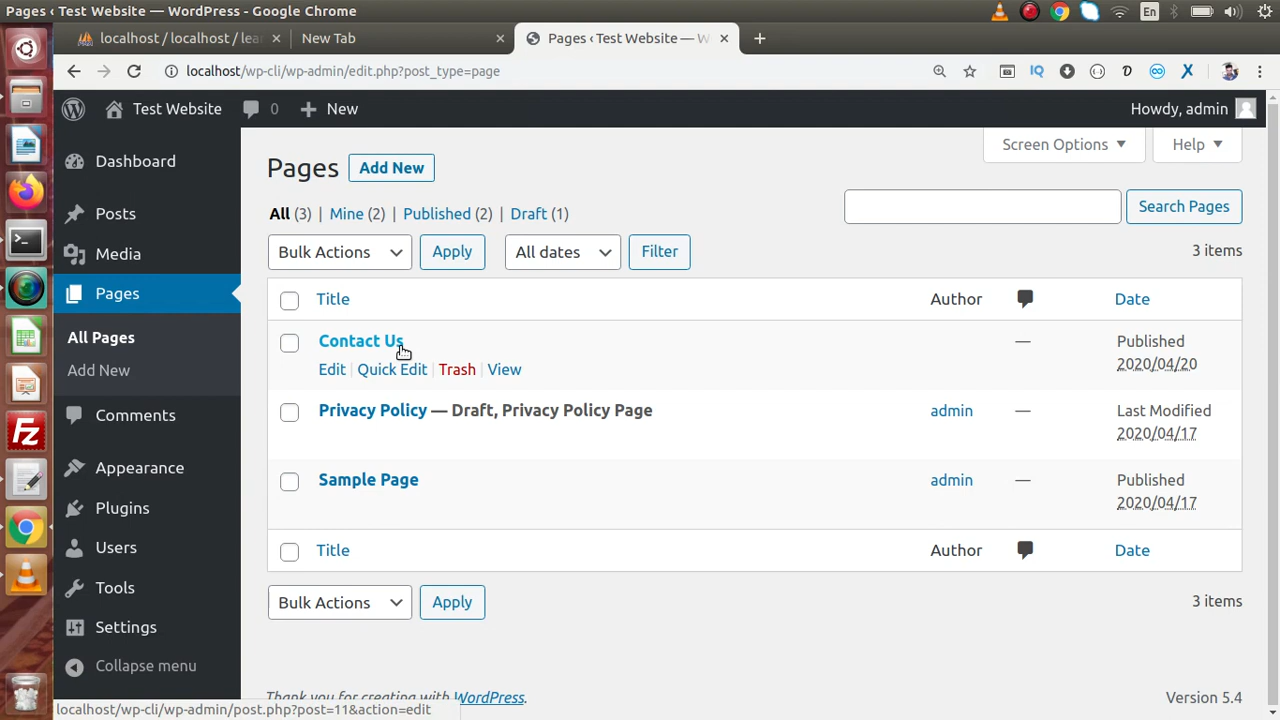 Pages ‹ Test Website — WordPress - Google Chrome
En
localhost / localhost / lea
New Tab
Pages ‹ Test Website — W
localhost/wp-cli/wp-admin/edit.php?post_type=page
IQ
Test Website 0 New
Howdy, admin
Dashboard
Posts
Media
Pages
All Pages
Add New
Comments
Appearance
Plugins
Users
Tools
Settings
Collapse menu
Screen Options
Help
Pages Add New
All (3) | Mine (2) | Published (2) | Draft (1)
Search Pages
Bulk Actions Apply All dates Filter
3 items
Title Author Date
Contact Us — Published
2020/04/20
Edit | Quick Edit | Trash | View
Privacy Policy — Draft, Privacy Policy Page admin — Last Modified
2020/04/17
Sample Page admin — Published
2020/04/17
Title Author Date
Bulk Actions Apply
3 items
Thank you for creating with WordPress.
Version 5.4
localhost/wp-cli/wp-admin/post.php?post=11&action=edit